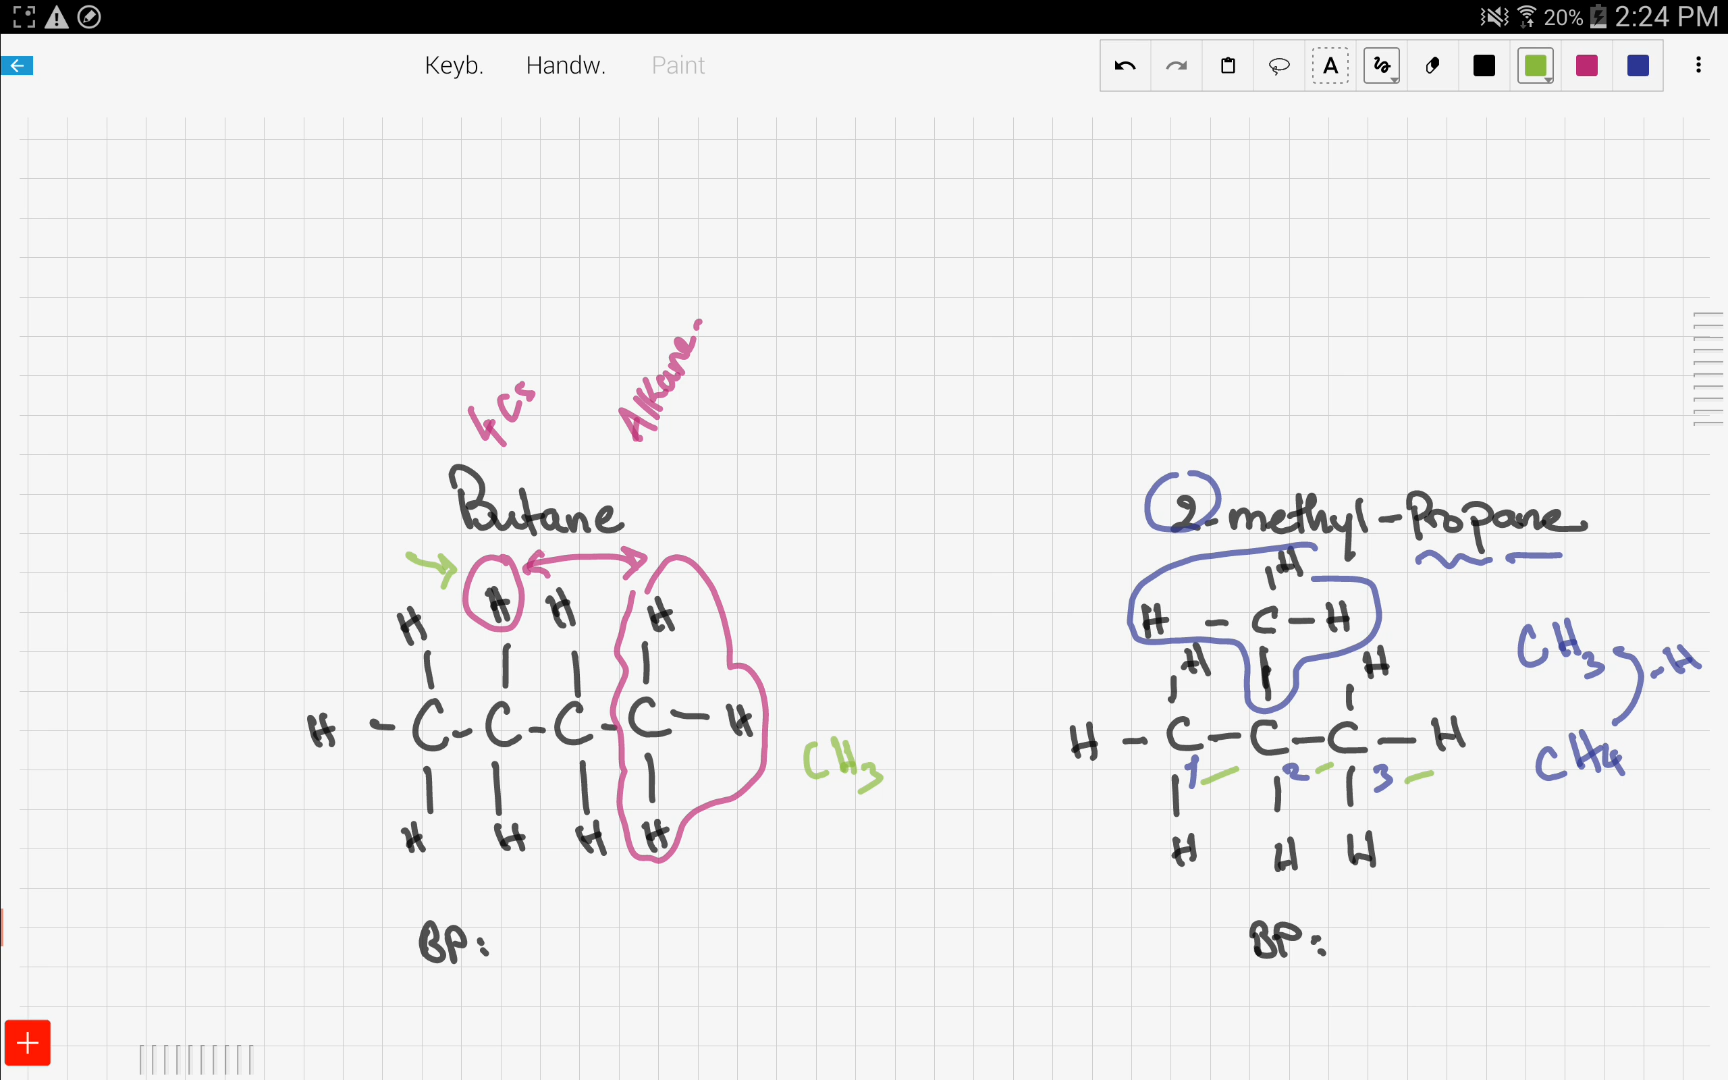 20% 2:24 PM
Keyb. Handw. Paint
A
4Cs Alkane
Butane
H H H H
H - C - C - C - C - H
H H H H
CH3
BP:
2-methyl-Propane
H
H - C - H
H H
H - C - C - C - H
1 2 3
H H H
CH3 -H
CH4
BP: